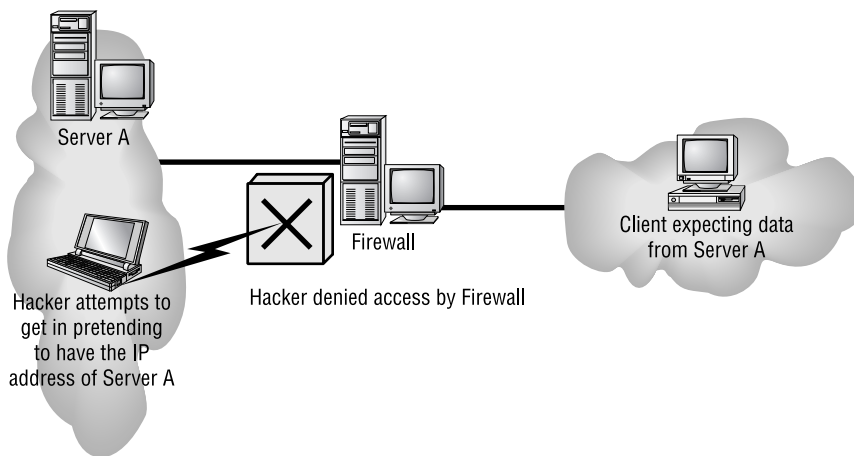 Server A
Firewall
Client expecting data
from Server A
Hacker attempts to
get in pretending
to have the IP
address of Server A
Hacker denied access by Firewall